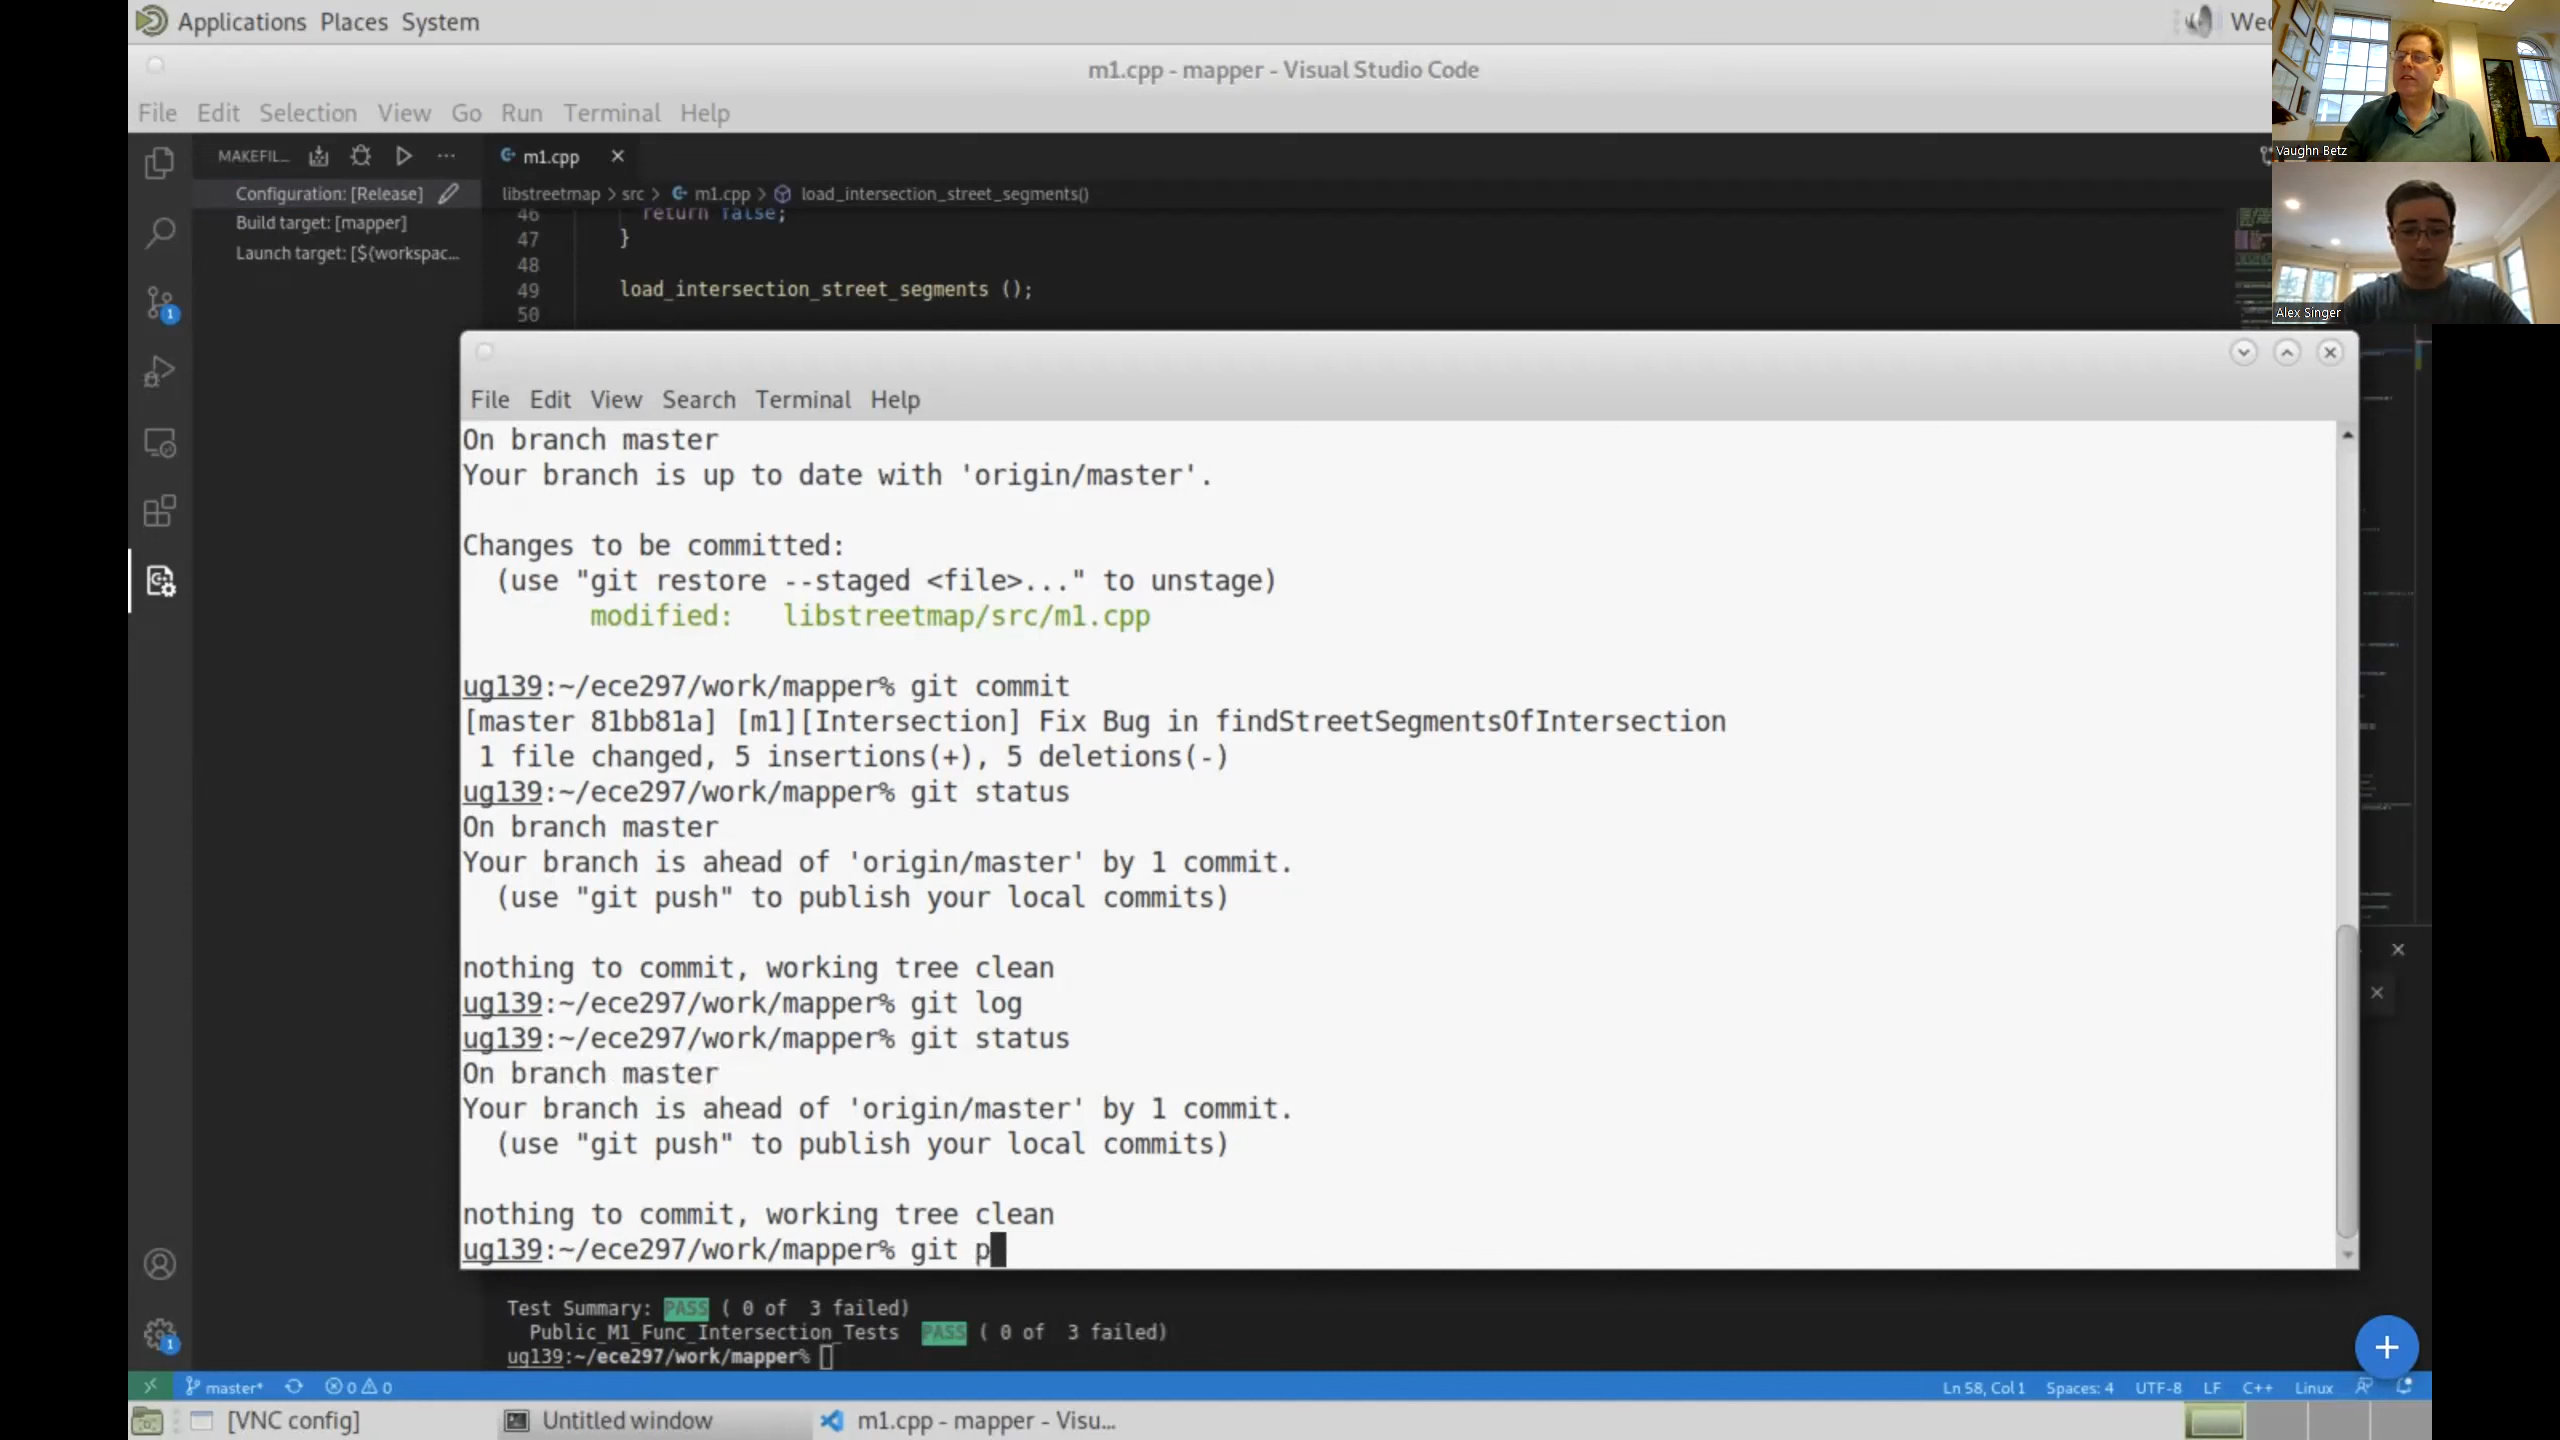 Applications Places System
Wed
m1.cpp - mapper - Visual Studio Code
File Edit Selection View Go Run Terminal Help
Vaughn Betz
Alex Singer
MAKEFIL...
m1.cpp
Configuration: [Release]
Build target: [mapper]
Launch target: [${workspac...
libstreetmap > src > m1.cpp > load_intersection_street_segments()
46 return false;
47 }
48
49 load_intersection_street_segments ();
50
File Edit View Search Terminal Help
On branch master
Your branch is up to date with 'origin/master'.
Changes to be committed:
(use "git restore --staged <file>..." to unstage)
modified: libstreetmap/src/m1.cpp
ug139:~/ece297/work/mapper% git commit
[master 81bb81a] [m1][Intersection] Fix Bug in findStreetSegmentsOfIntersection
1 file changed, 5 insertions(+), 5 deletions(-)
ug139:~/ece297/work/mapper% git status
On branch master
Your branch is ahead of 'origin/master' by 1 commit.
(use "git push" to publish your local commits)
nothing to commit, working tree clean
ug139:~/ece297/work/mapper% git log
ug139:~/ece297/work/mapper% git status
On branch master
Your branch is ahead of 'origin/master' by 1 commit.
(use "git push" to publish your local commits)
nothing to commit, working tree clean
ug139:~/ece297/work/mapper% git p
Test Summary: PASS ( 0 of 3 failed)
Public_M1_Func_Intersection_Tests PASS ( 0 of 3 failed)
ug139:~/ece297/work/mapper%
master* 0 0 Ln 58, Col 1 Spaces: 4 UTF-8 LF C++ Linux
[VNC config] Untitled window m1.cpp - mapper - Visu...